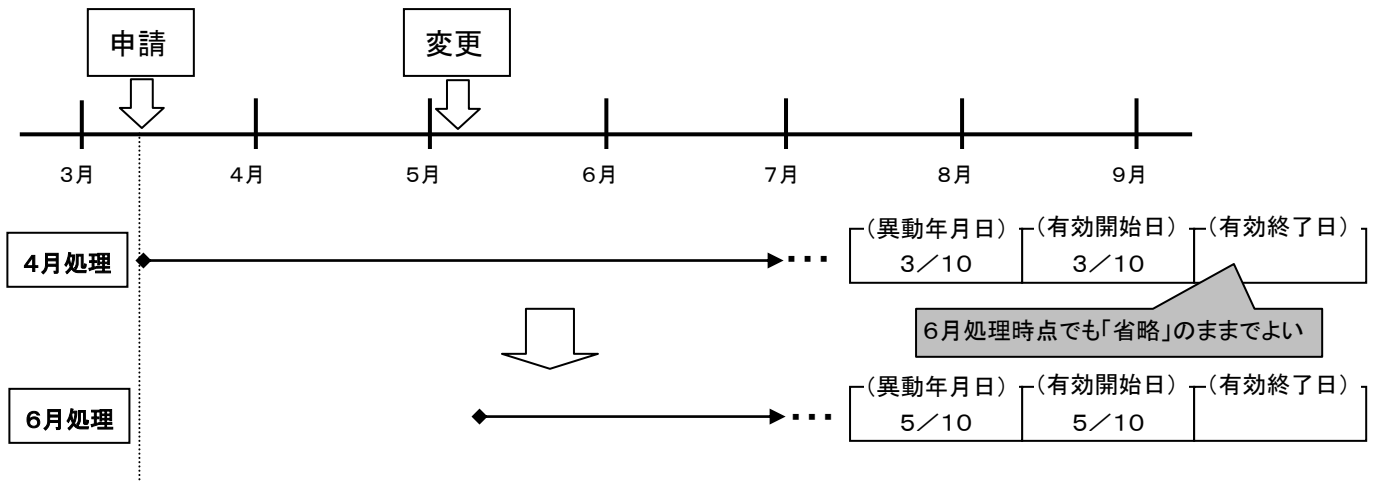 申請
変更
3月
4月
5月
6月
7月
8月
9月
4月処理
(異動年月日)
(有効開始日)
(有効終了日)
3/10
3/10
6月処理時点でも「省略」のままでよい
6月処理
(異動年月日)
(有効開始日)
(有効終了日)
5/10
5/10